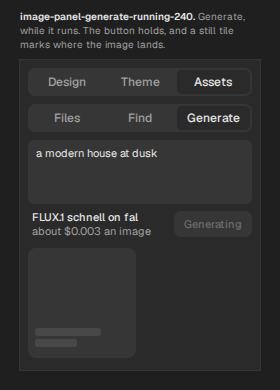 image-panel-generate-running-240. Generate,
while it runs. The button holds, and a still tile
marks where the image lands.
Design Theme Assets
Files Find Generate
a modern house at dusk
FLUX.1 schnell on fal
about $0.003 an image
Generating